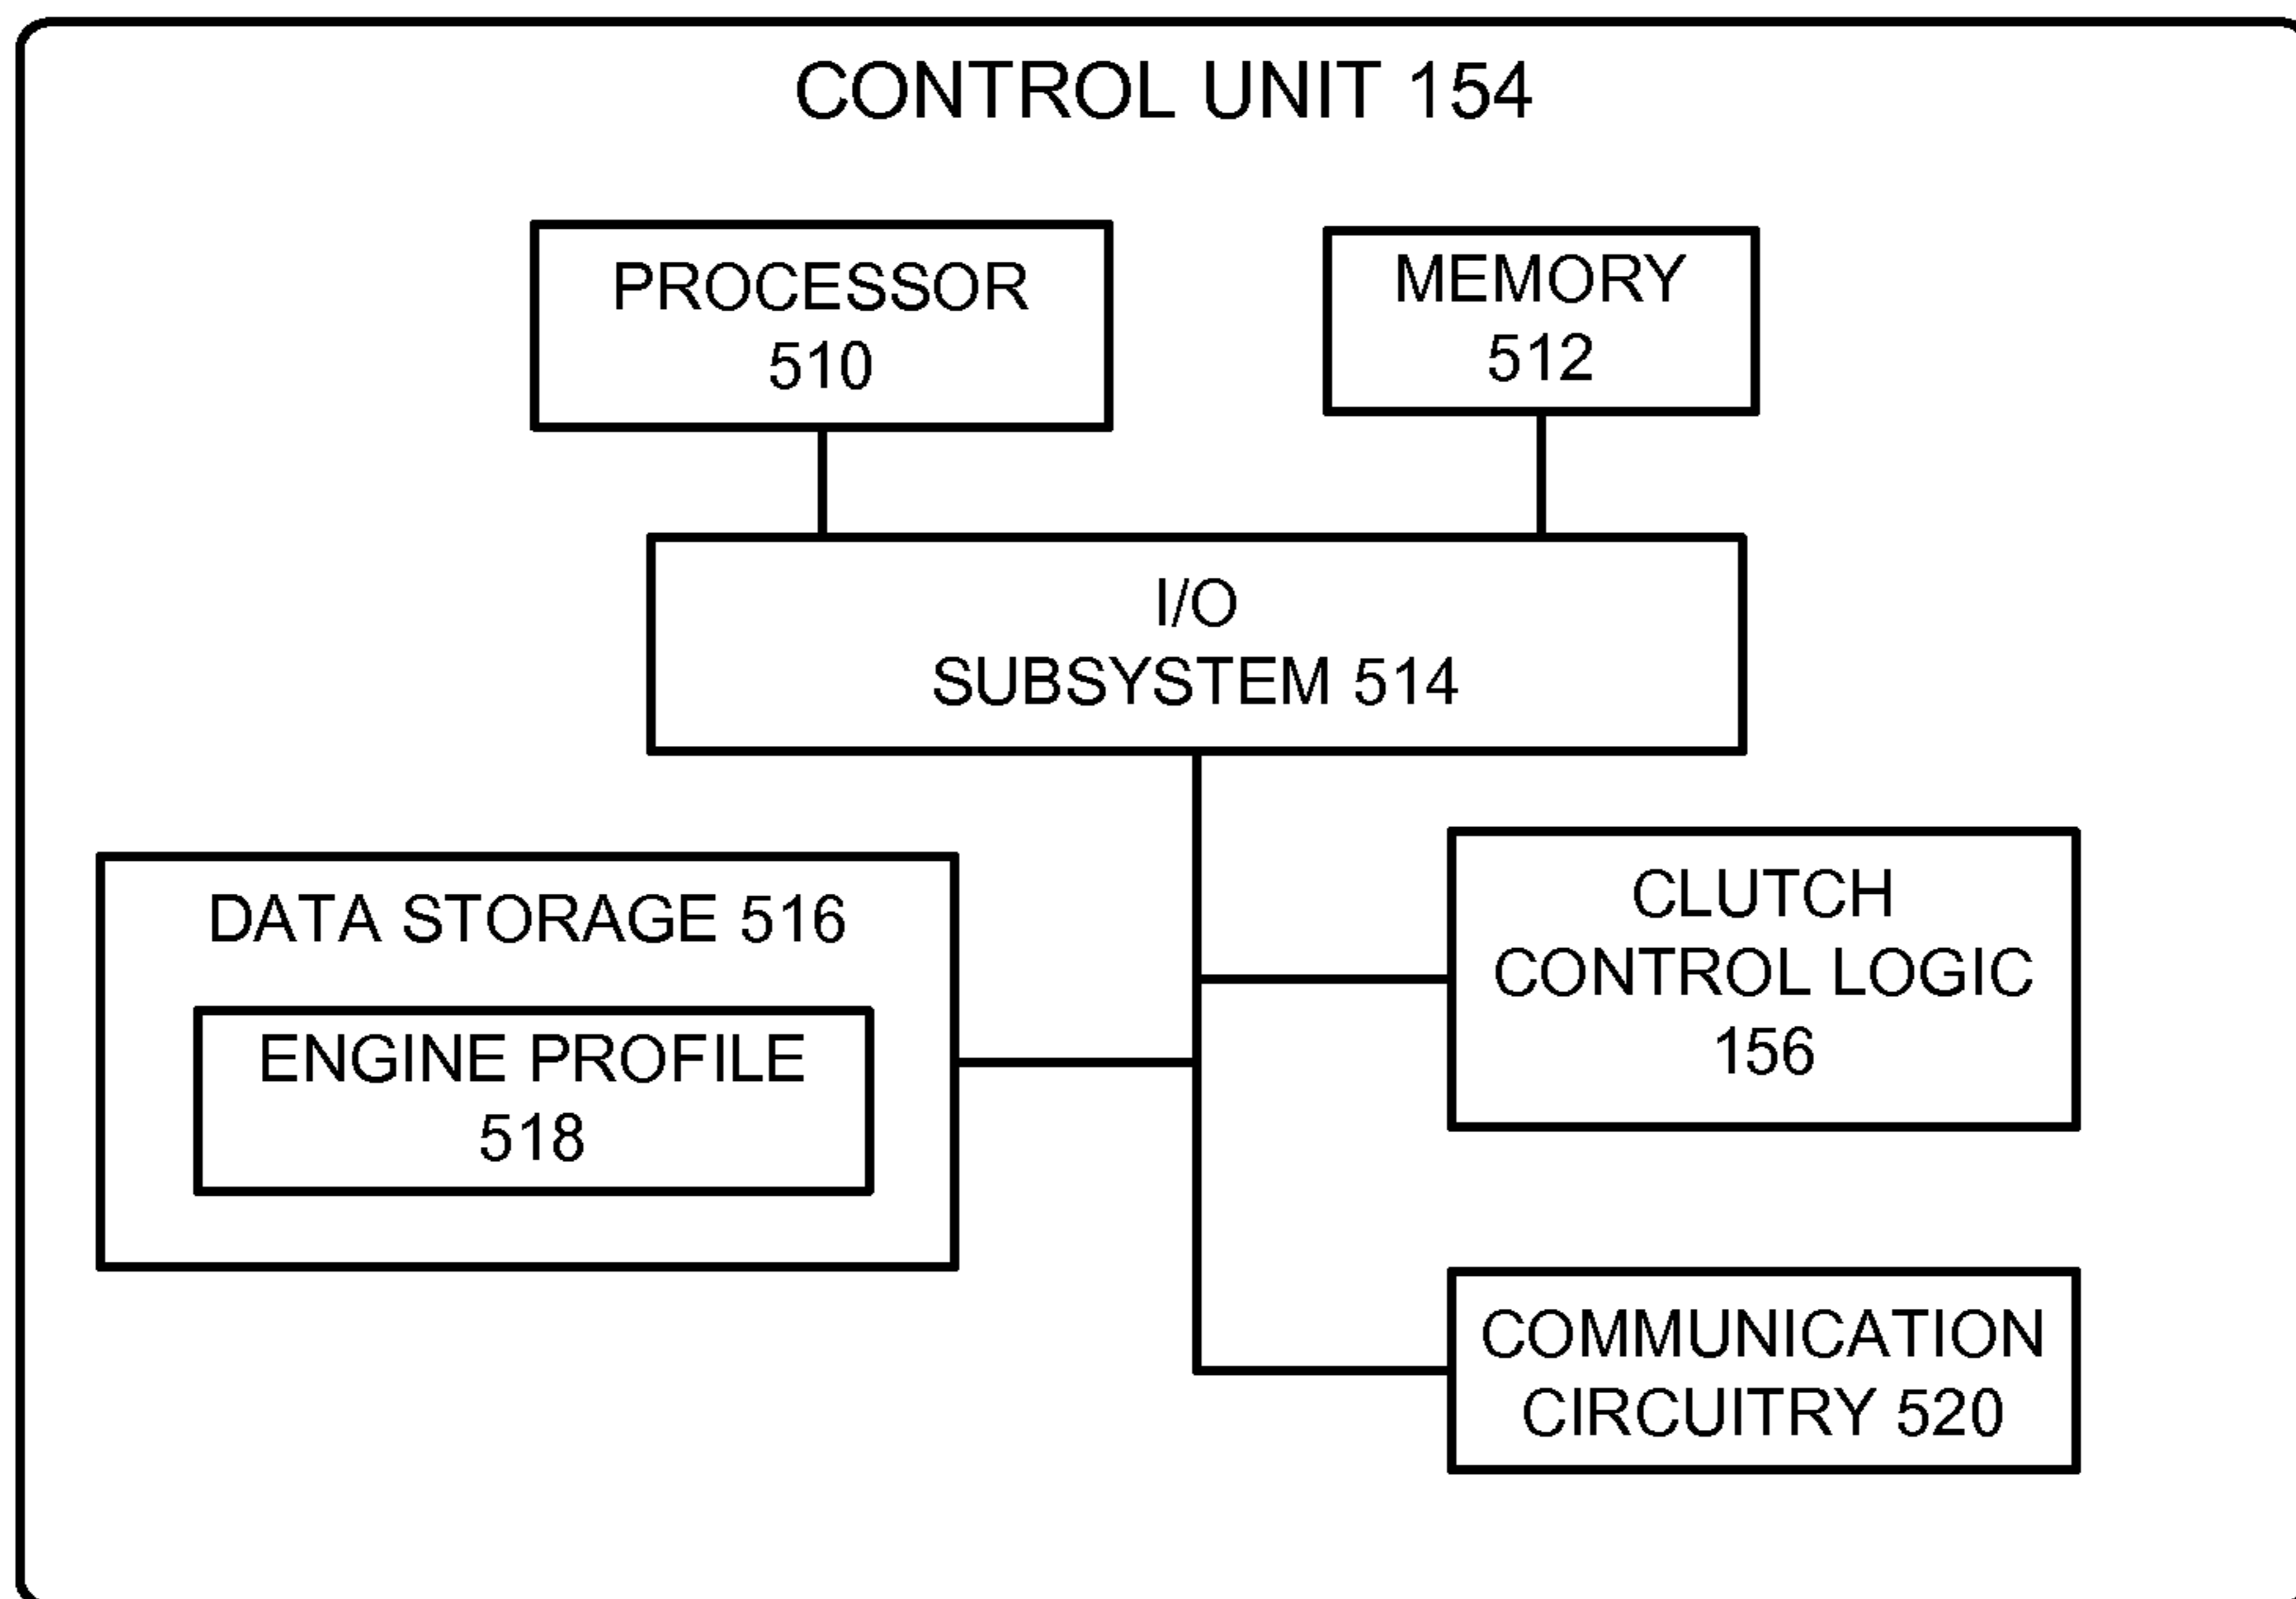 CONTROL UNIT 154
PROCESSOR
510
MEMORY
512
I/O
SUBSYSTEM 514
DATA STORAGE 516
ENGINE PROFILE
518
CLUTCH
CONTROL LOGIC
156
COMMUNICATION
CIRCUITRY 520